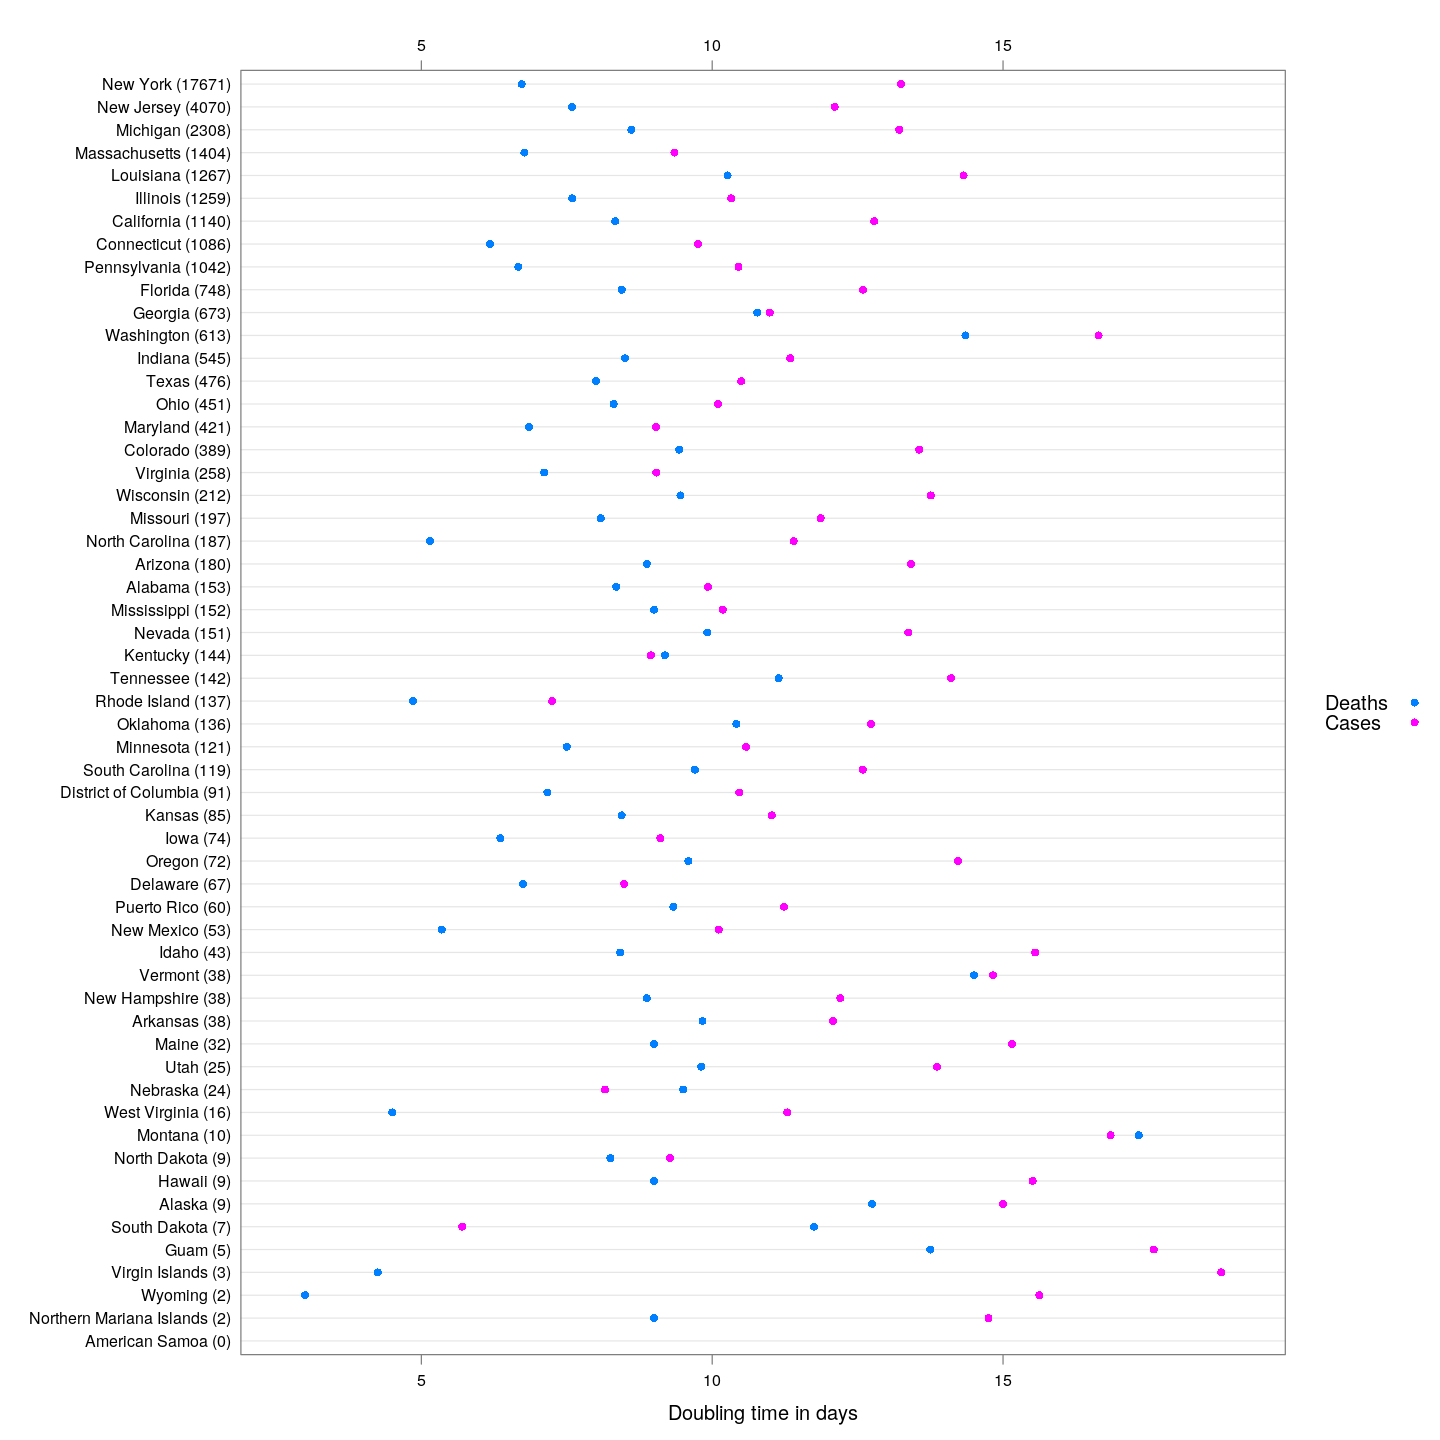 5 10 15
New York (17671)
New Jersey (4070)
Michigan (2308)
Massachusetts (1404)
Louisiana (1267)
Illinois (1259)
California (1140)
Connecticut (1086)
Pennsylvania (1042)
Florida (748)
Georgia (673)
Washington (613)
Indiana (545)
Texas (476)
Ohio (451)
Maryland (421)
Colorado (389)
Virginia (258)
Wisconsin (212)
Missouri (197)
North Carolina (187)
Arizona (180)
Alabama (153)
Mississippi (152)
Nevada (151)
Kentucky (144)
Tennessee (142)
Rhode Island (137)
Oklahoma (136)
Minnesota (121)
South Carolina (119)
District of Columbia (91)
Kansas (85)
Iowa (74)
Oregon (72)
Delaware (67)
Puerto Rico (60)
New Mexico (53)
Idaho (43)
Vermont (38)
New Hampshire (38)
Arkansas (38)
Maine (32)
Utah (25)
Nebraska (24)
West Virginia (16)
Montana (10)
North Dakota (9)
Hawaii (9)
Alaska (9)
South Dakota (7)
Guam (5)
Virgin Islands (3)
Wyoming (2)
Northern Mariana Islands (2)
American Samoa (0)
5 10 15
Doubling time in days
Deaths
Cases